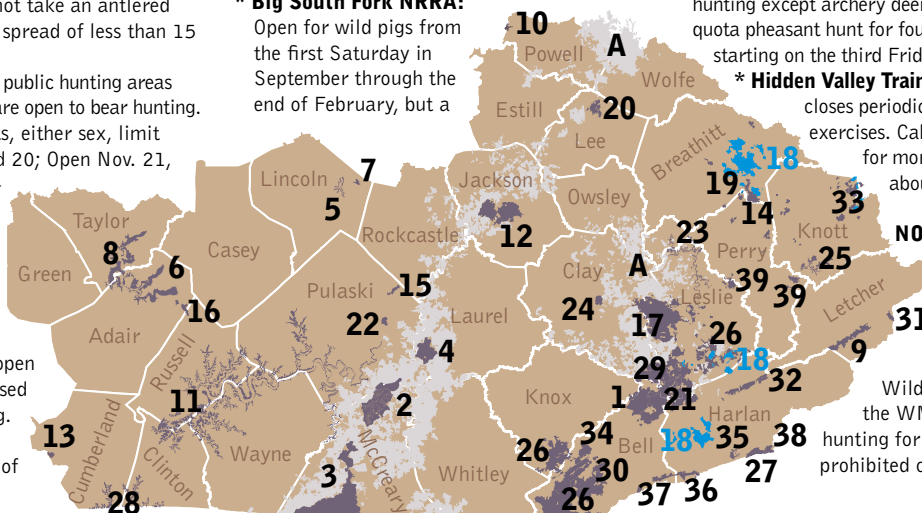 not take an antlered
spread of less than 15
public hunting areas
are open to bear hunting.
s, either sex, limit
d 20; Open Nov. 21,
* Big South Fork NRRA:
Open for wild pigs from
the first Saturday in
September through the
end of February, but a
hunting except archery deer
quota pheasant hunt for fou
starting on the third Frid
* Hidden Valley Train
closes periodic
exercises. Cal
for mor
abou
10
Powell
A
Wolfe
Estill
20
Lee
Breathitt
18
7
Lincoln
5
Jackson
Owsley
19
14
33
Taylor
8
Casey
Rockcastle
12
23
Perry
Knott
NO
Green
6
Clay
A
25
16
Pulaski
15
39
39
Leslie
Letcher
24
22
Laurel
17
26
31
Adair
Russell
4
18
9
open
sed
g.
29
32
11
2
Knox
1
21
Harlan
Wild
the WM
hunting for
prohibited o
13
Cumberland
Clinton
Wayne
McCreary
34
Bell
18
35
38
of
3
Whitley
26
30
27
28
26
37
36